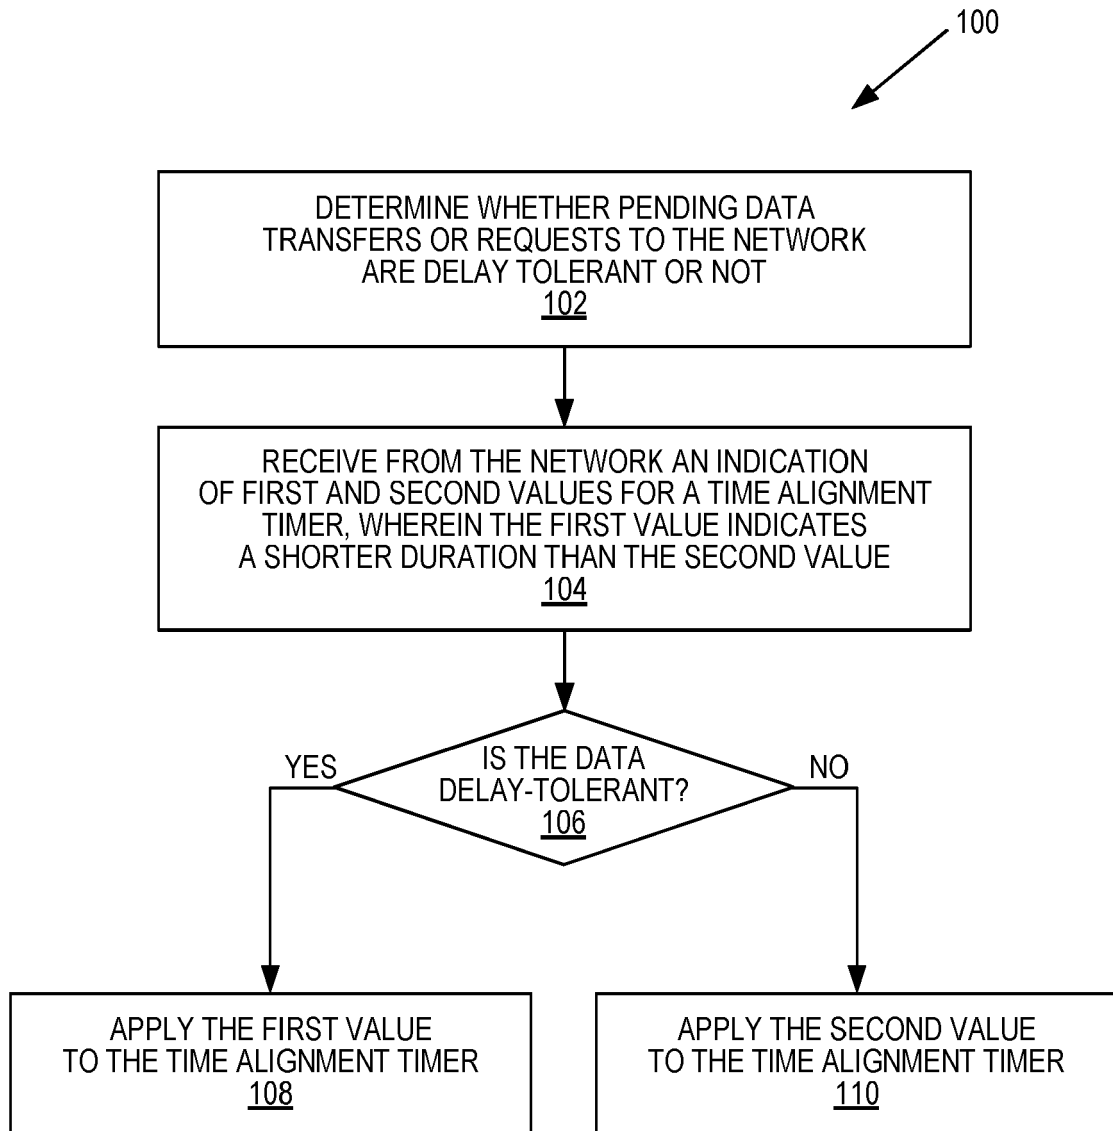 100
DETERMINE WHETHER PENDING DATA
TRANSFERS OR REQUESTS TO THE NETWORK
ARE DELAY TOLERANT OR NOT
102
RECEIVE FROM THE NETWORK AN INDICATION
OF FIRST AND SECOND VALUES FOR A TIME ALIGNMENT
TIMER, WHEREIN THE FIRST VALUE INDICATES
A SHORTER DURATION THAN THE SECOND VALUE
104
YES
IS THE DATA
DELAY-TOLERANT?
106
NO
APPLY THE FIRST VALUE
TO THE TIME ALIGNMENT TIMER
108
APPLY THE SECOND VALUE
TO THE TIME ALIGNMENT TIMER
110